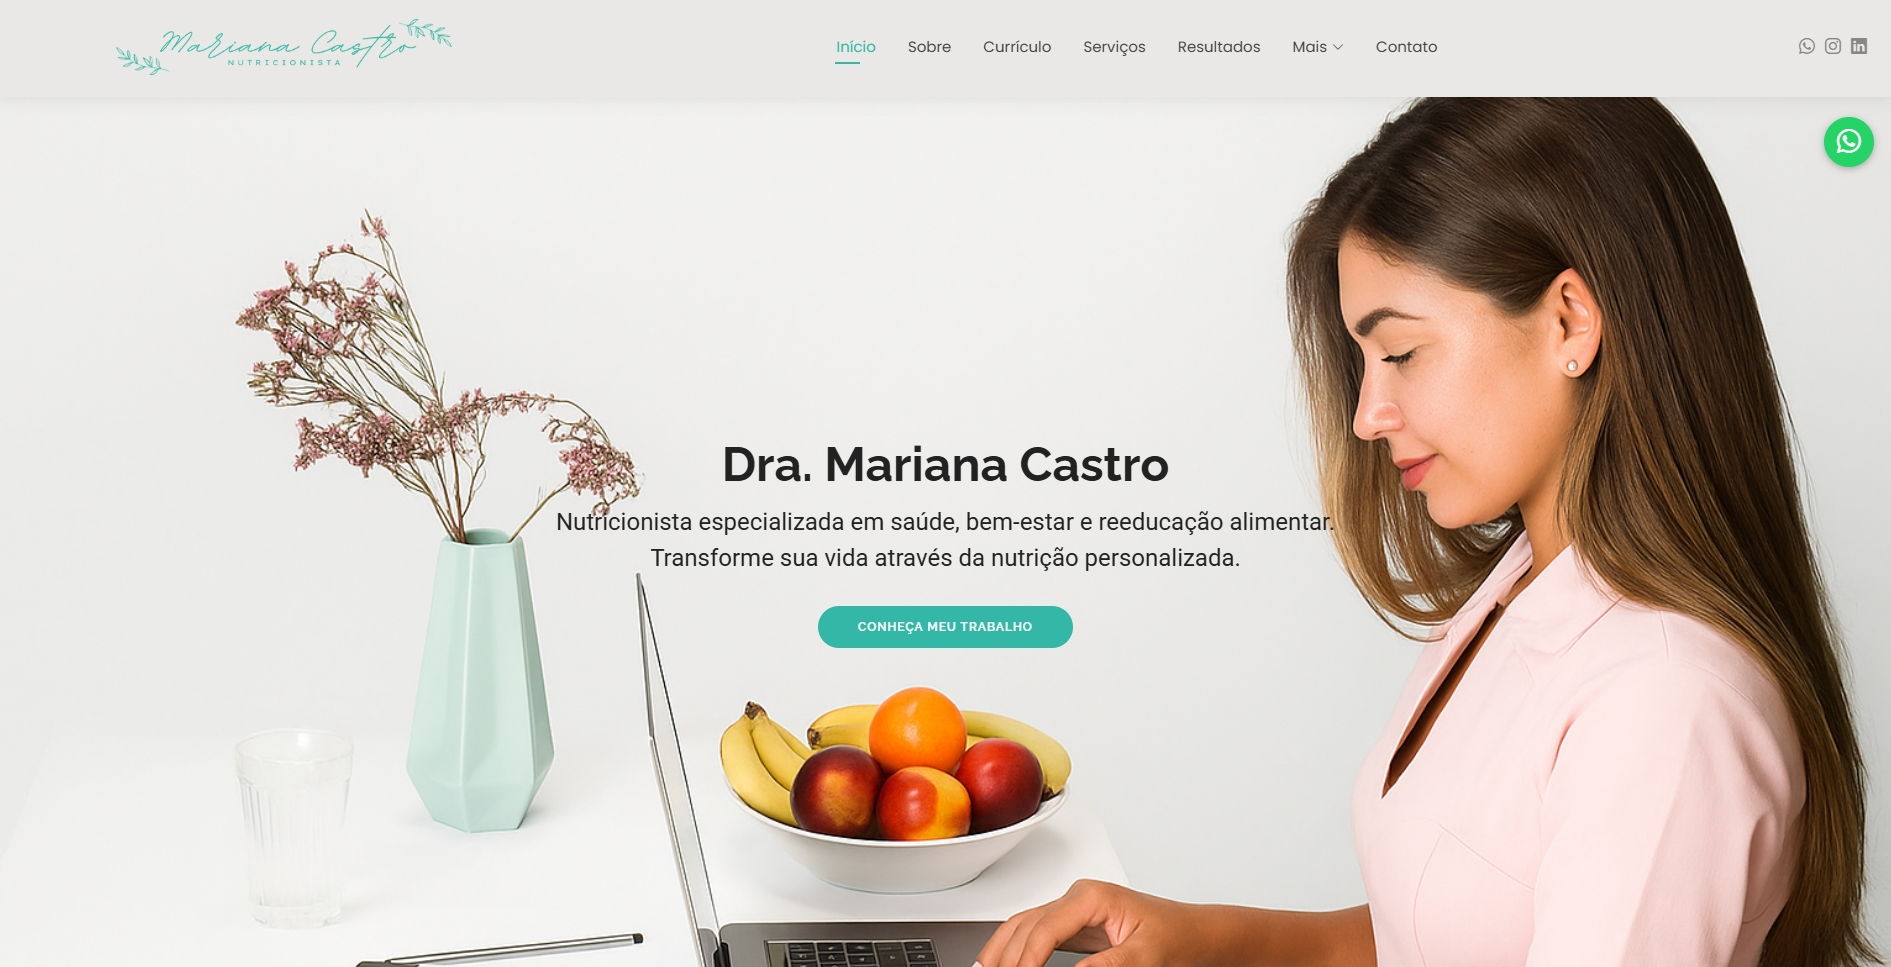 Mariana Castro
NUTRICIONISTA
Início Sobre Currículo Serviços Resultados Mais Contato
Dra. Mariana Castro
Nutricionista especializada em saúde, bem-estar e reeducação alimentar.
Transforme sua vida através da nutrição personalizada.
CONHEÇA MEU TRABALHO